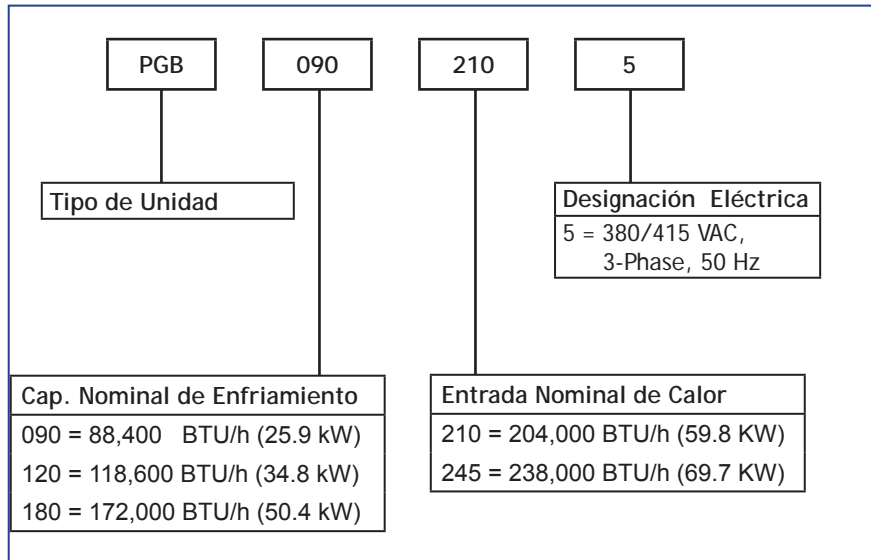 PGB 090 210 5
Tipo de Unidad
Designación Eléctrica
5 = 380/415 VAC,
3-Phase, 50 Hz
Cap. Nominal de Enfriamiento
090 = 88,400 BTU/h (25.9 kW)
120 = 118,600 BTU/h (34.8 kW)
180 = 172,000 BTU/h (50.4 kW)
Entrada Nominal de Calor
210 = 204,000 BTU/h (59.8 KW)
245 = 238,000 BTU/h (69.7 KW)